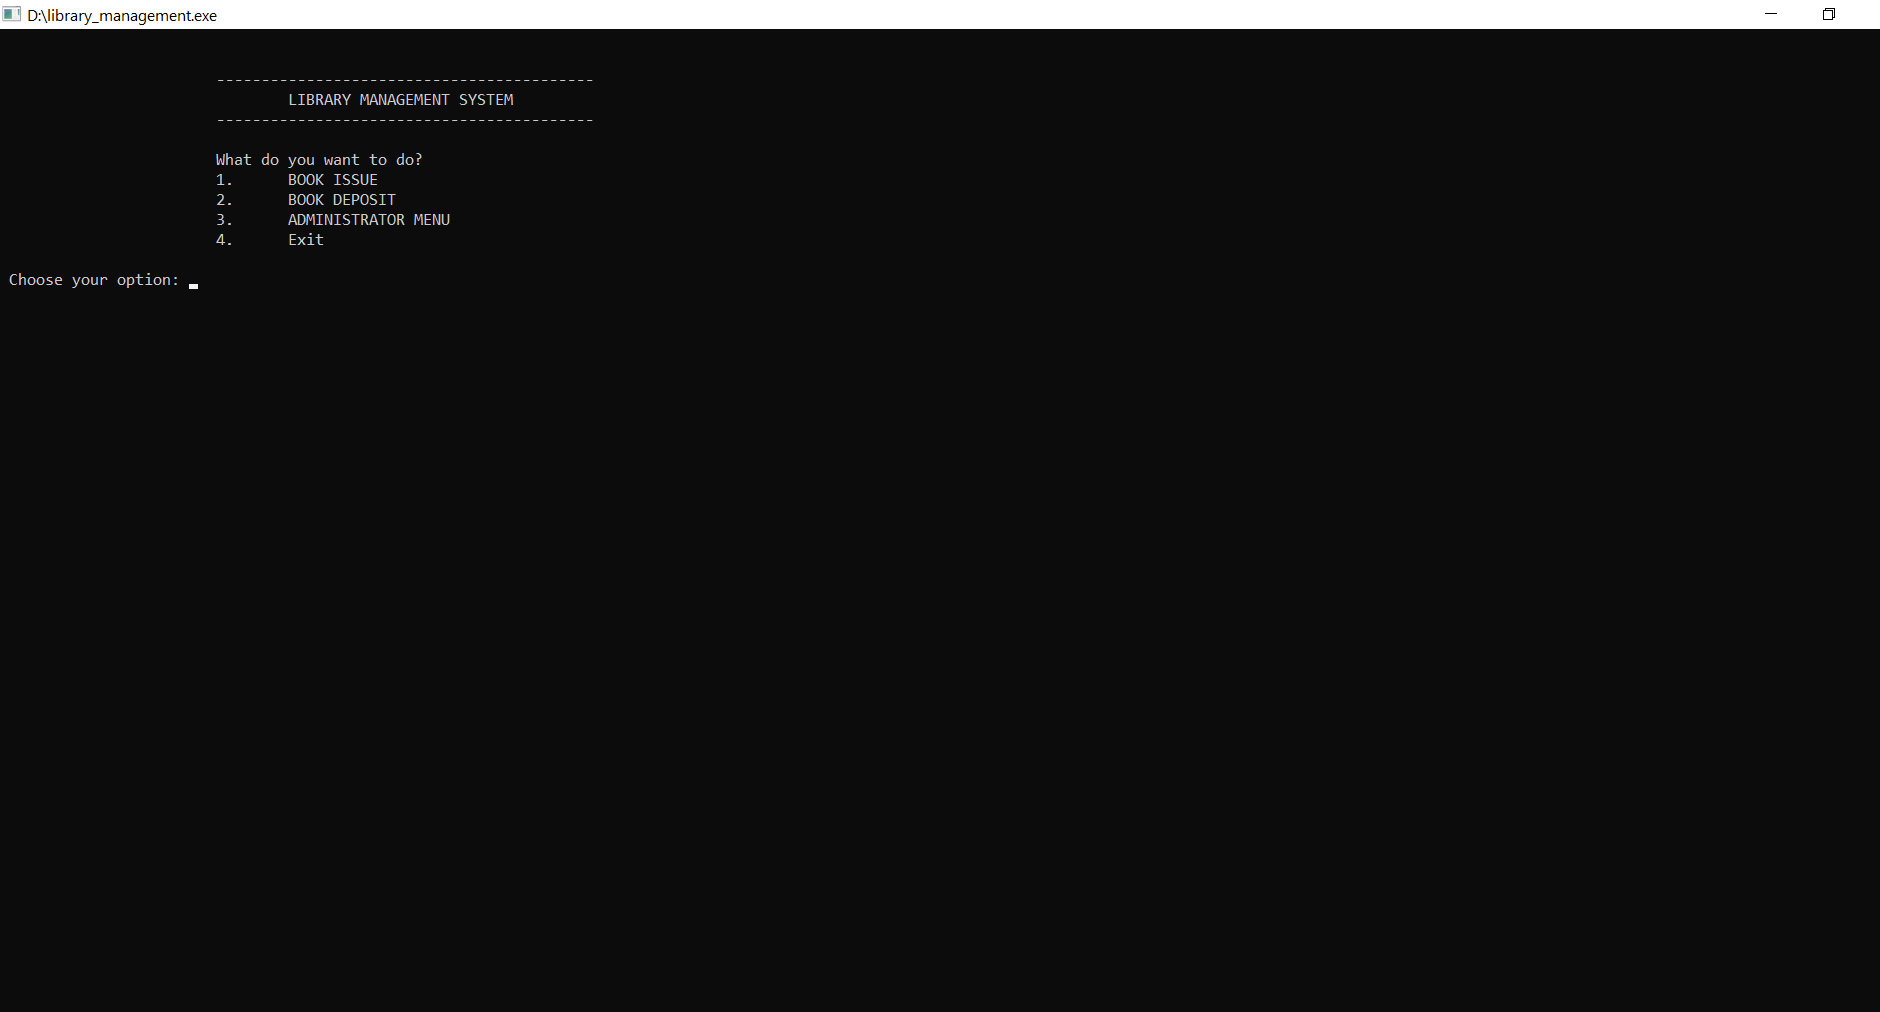 D:\library_management.exe
------------------------------------------
LIBRARY MANAGEMENT SYSTEM
------------------------------------------
What do you want to do?
1. BOOK ISSUE
2. BOOK DEPOSIT
3. ADMINISTRATOR MENU
4. Exit
Choose your option: